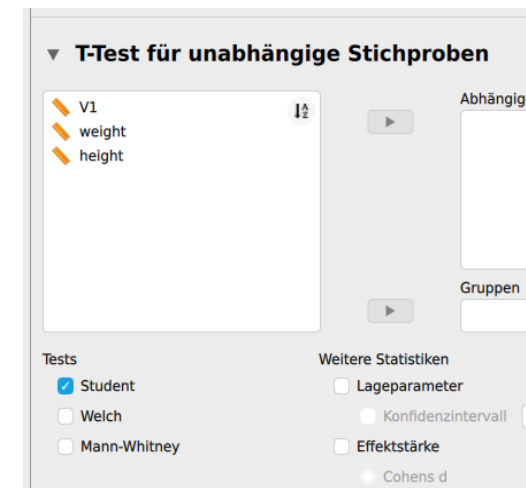 T-Test für unabhängige Stichproben
V1
weight
height
Abhängig
Gruppen
Tests
Student
Welch
Mann-Whitney
Weitere Statistiken
Lageparameter
Konfidenzintervall
Effektstärke
Cohens d